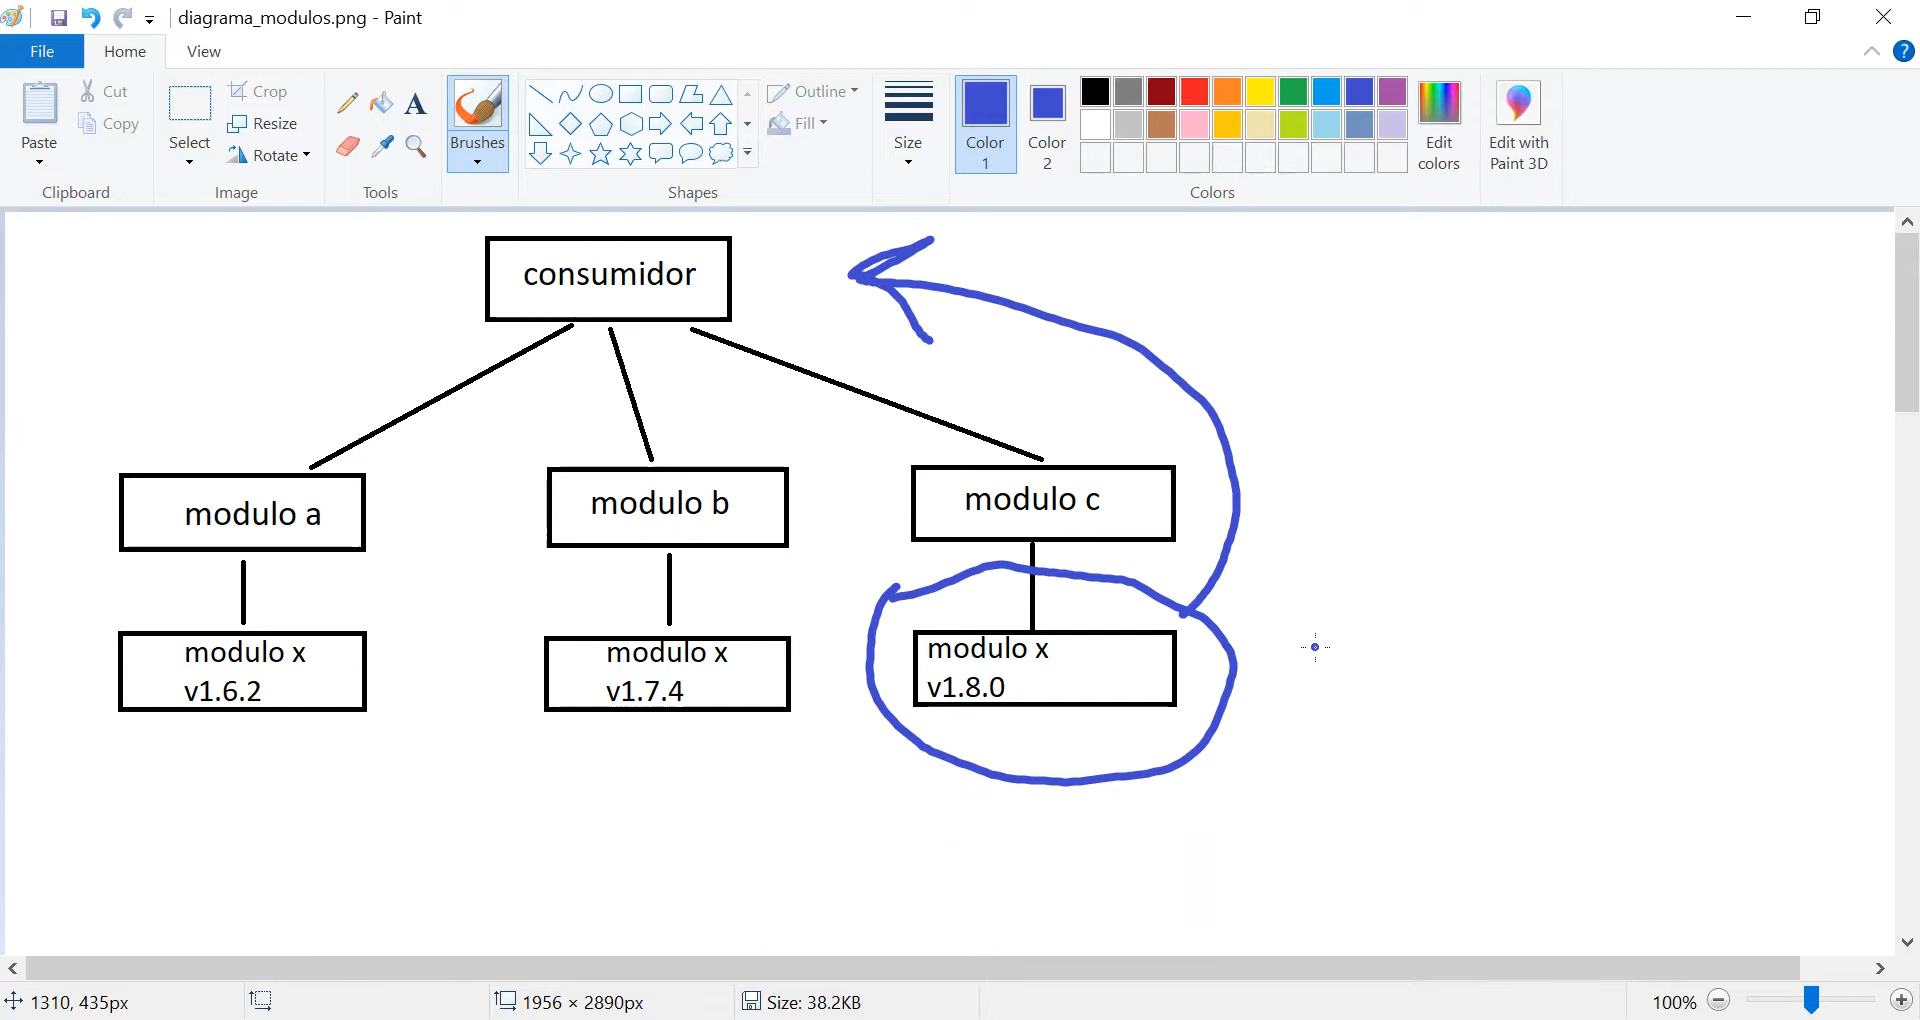 diagrama_modulos.png - Paint
File
Home
View
Paste
Cut
Copy
Clipboard
Select
Crop
Resize
Rotate
Image
A
Tools
Brushes
Shapes
Outline
Fill
Size
Color
1
Color
2
Colors
Edit
colors
Edit with
Paint 3D
?
consumidor
modulo a
modulo b
modulo c
modulo x
v1.6.2
modulo x
v1.7.4
modulo x
v1.8.0
1310, 435px
1956 × 2890px
Size: 38.2KB
100%